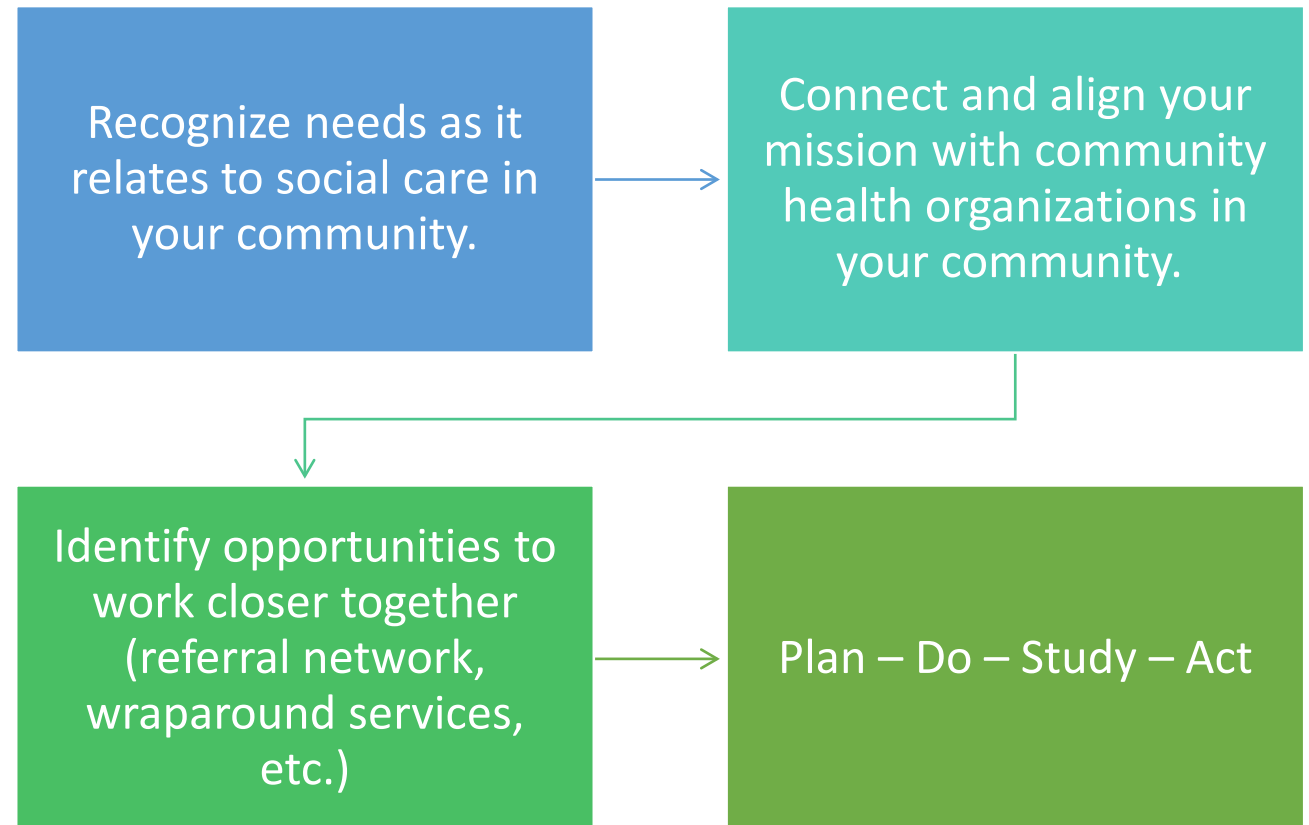 Recognize needs as it
relates to social care in
your community.
Connect and align your
mission with community
health organizations in
your community.
Identify opportunities to
work closer together
(referral network,
wraparound services,
etc.)
Plan – Do – Study – Act